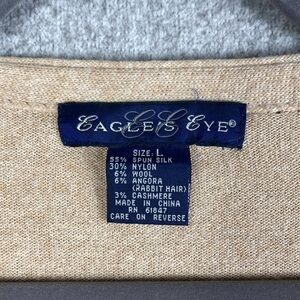 EAGLE'S EYE®
SIZE: L
55% SPUN SILK
30% NYLON
6% WOOL
6% ANGORA
(RABBIT HAIR)
3% CASHMERE
MADE IN CHINA
RN 61847
CARE ON REVERSE